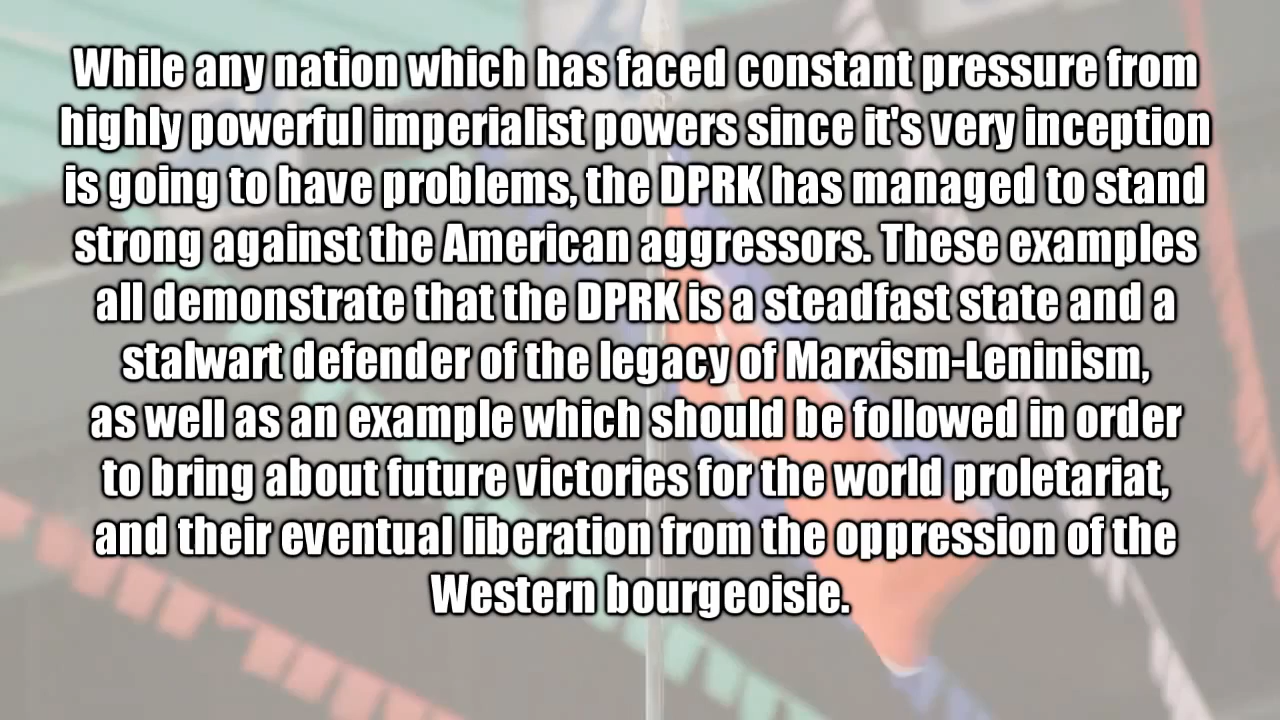 While any nation which has faced constant pressure from
highly powerful imperialist powers since it's very inception
is going to have problems, the DPRK has managed to stand
strong against the American aggressors. These examples
all demonstrate that the DPRK is a steadfast state and a
stalwart defender of the legacy of Marxism-Leninism,
as well as an example which should be followed in order
to bring about future victories for the world proletariat,
and their eventual liberation from the oppression of the
Western bourgeoisie.